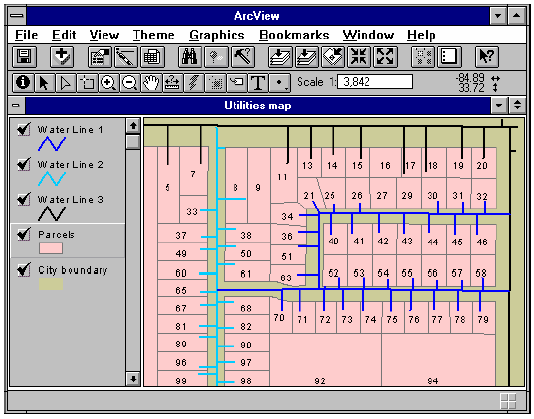 ArcView
File Edit View Theme Graphics Bookmarks Window Help
Scale 1: 3,842 -84.89
33.72
Utilities map
Water Line 1
Water Line 2
Water Line 3
Parcels
City boundary
13 14 15 16 17 18 19 20
11
5 7
8 9
21 25 26 28 29 30 31 32
33
34
37 38 36 40 41 42 43 44 45 46
49 50 51
60 61 63 52 53 54 55 56 57 58
65
67 68
70 71 72 73 74 75 76 77 78 79
81 82
89 90
96 97
99 98 92 94